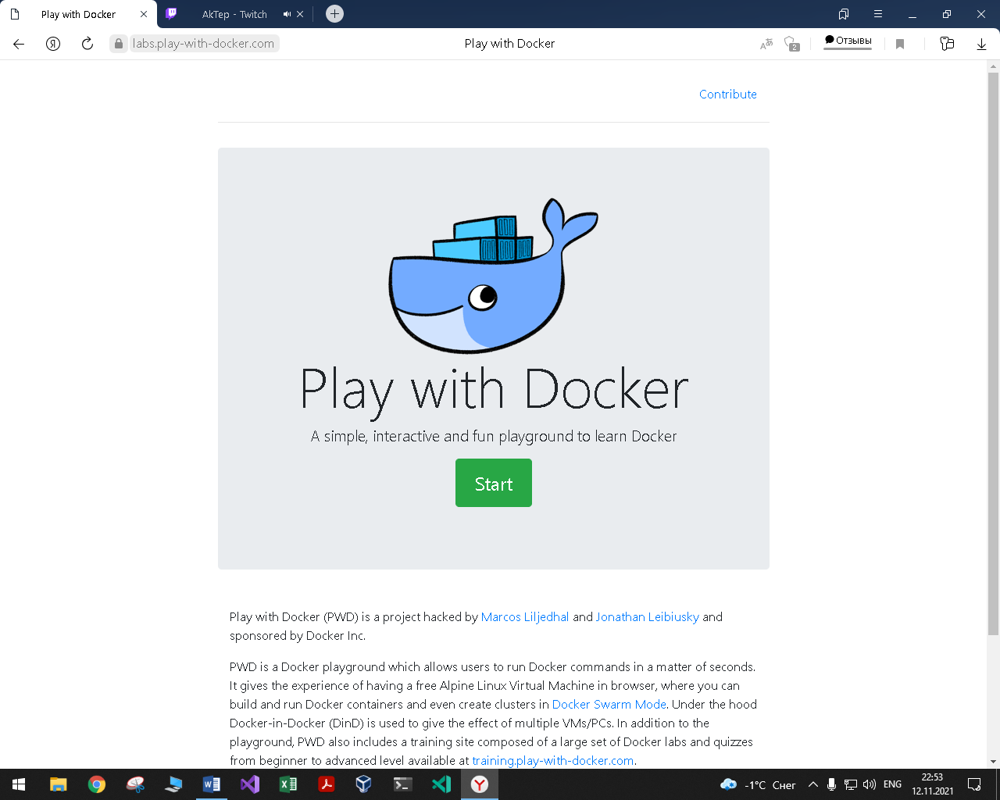 Play with Docker
AkTep - Twitch
labs.play-with-docker.com
Play with Docker
2
Отзывы
Contribute
Play with Docker
A simple, interactive and fun playground to learn Docker
Start
Play with Docker (PWD) is a project hacked by Marcos Liljedhal and Jonathan Leibiusky and
sponsored by Docker Inc.
PWD is a Docker playground which allows users to run Docker commands in a matter of seconds.
It gives the experience of having a free Alpine Linux Virtual Machine in browser, where you can
build and run Docker containers and even create clusters in Docker Swarm Mode. Under the hood
Docker-in-Docker (DinD) is used to give the effect of multiple VMs/PCs. In addition to the
playground, PWD also includes a training site composed of a large set of Docker labs and quizzes
from beginner to advanced level available at training.play-with-docker.com.
-1°C Снег
ENG
22:53
12.11.2021